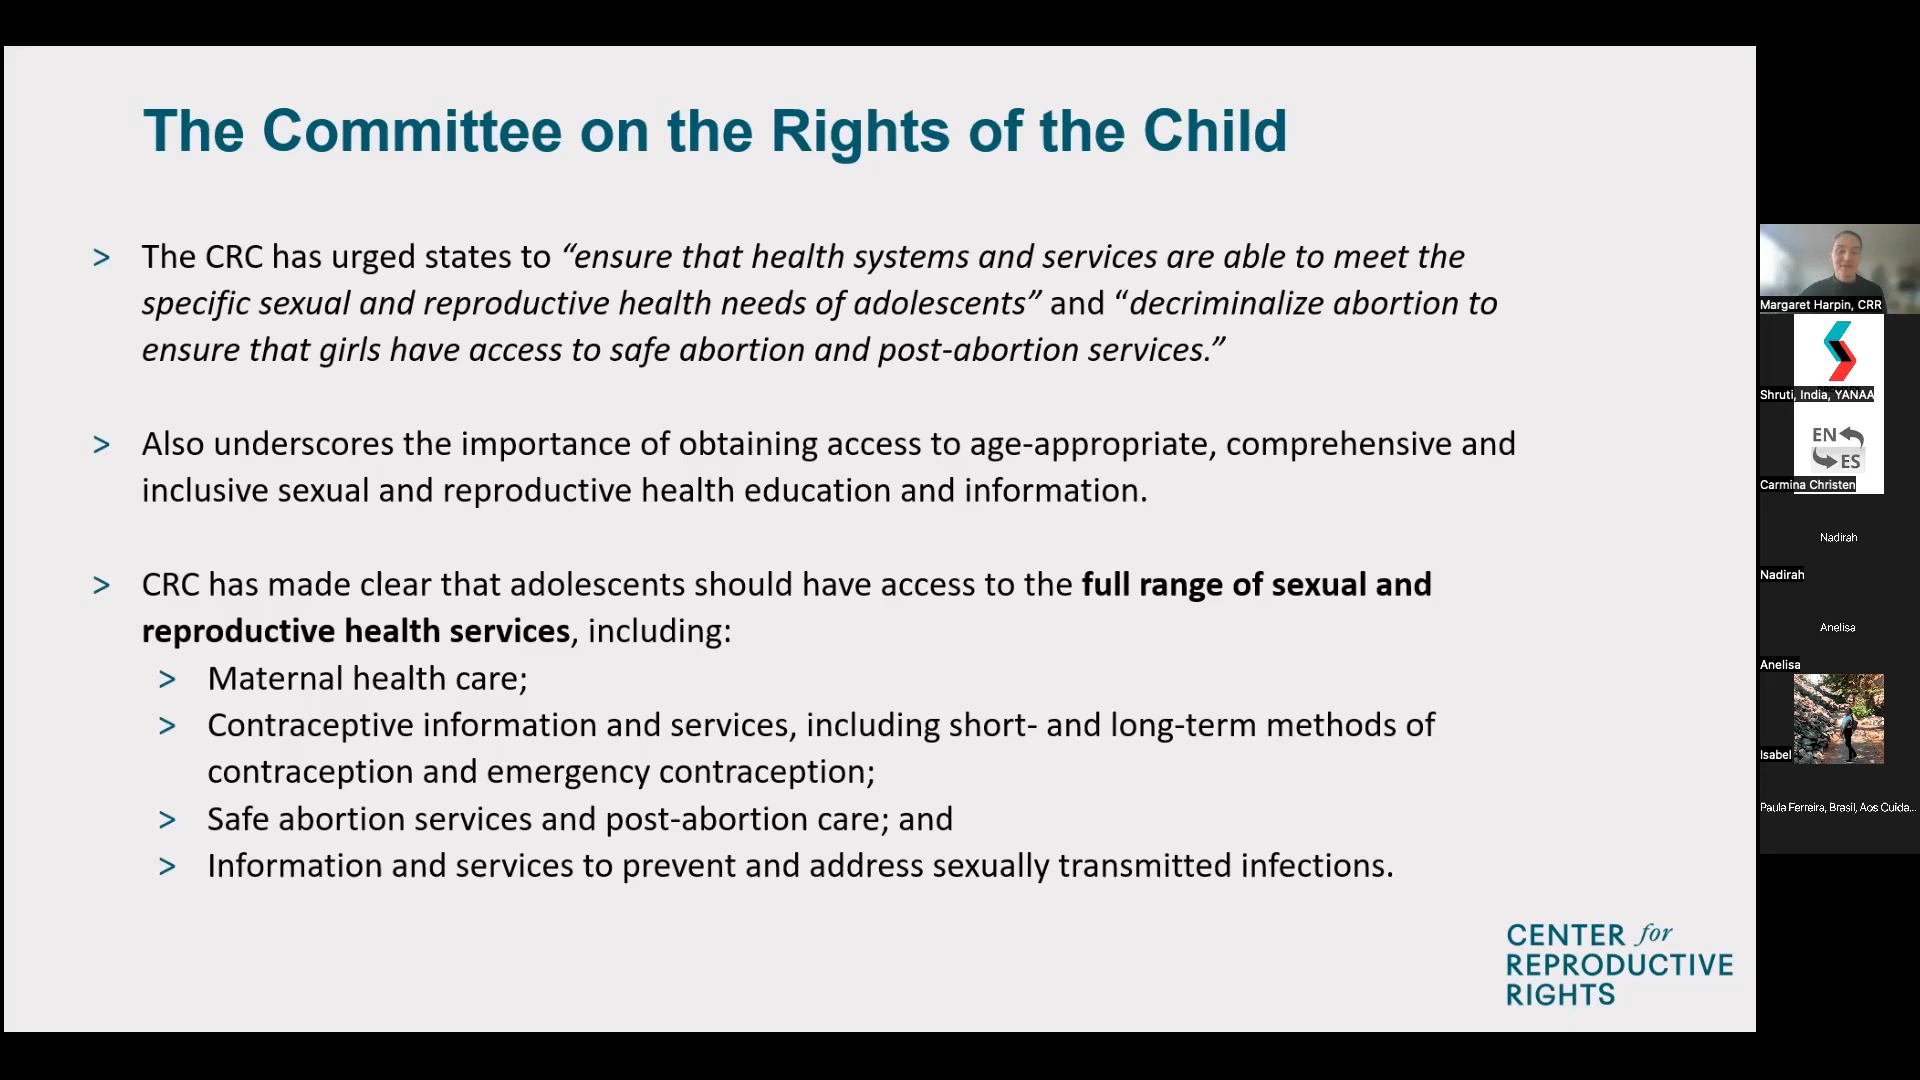 The Committee on the Rights of the Child
> The CRC has urged states to “ensure that health systems and services are able to meet the
specific sexual and reproductive health needs of adolescents” and “decriminalize abortion to
ensure that girls have access to safe abortion and post-abortion services.”
> Also underscores the importance of obtaining access to age-appropriate, comprehensive and
inclusive sexual and reproductive health education and information.
> CRC has made clear that adolescents should have access to the full range of sexual and
reproductive health services, including:
> Maternal health care;
> Contraceptive information and services, including short- and long-term methods of
contraception and emergency contraception;
> Safe abortion services and post-abortion care; and
> Information and services to prevent and address sexually transmitted infections.
CENTER for
REPRODUCTIVE
RIGHTS
Margaret Harpin, CRR
Shruti, India, YANAA
EN
ES
Carmina Christen
Nadirah
Nadirah
Anelisa
Anelisa
Isabel
Paula Ferreira, Brasil, Aos Cuida...